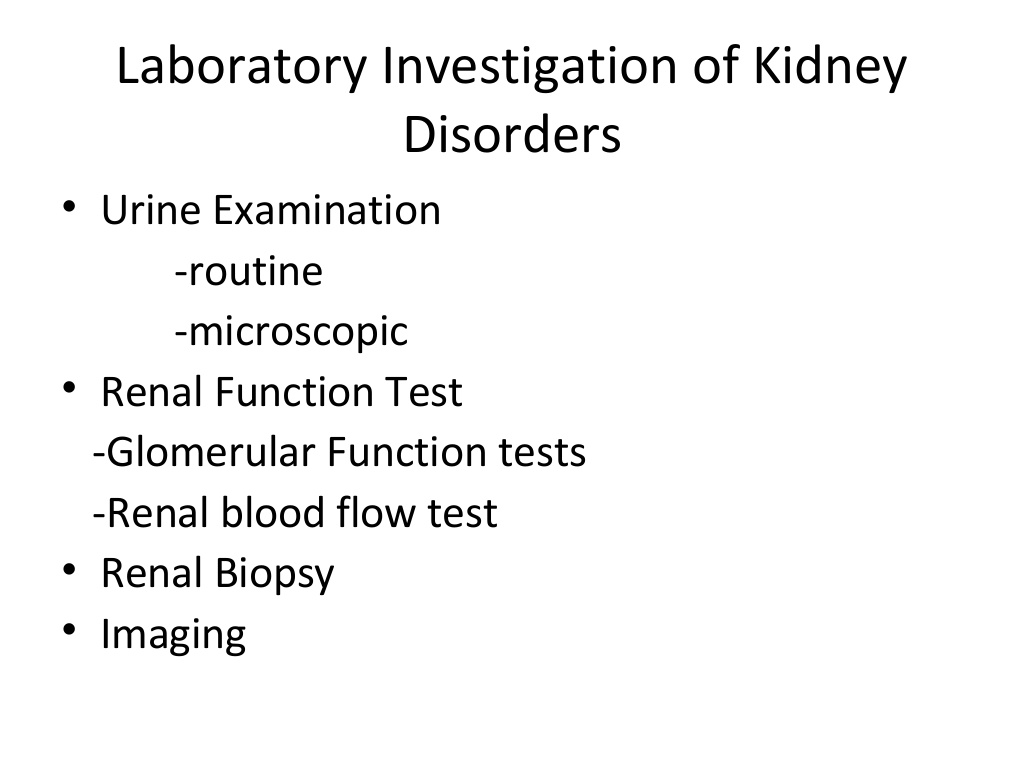 Laboratory Investigation of Kidney
Disorders
• Urine Examination
-routine
-microscopic
• Renal Function Test
-Glomerular Function tests
-Renal blood flow test
• Renal Biopsy
• Imaging